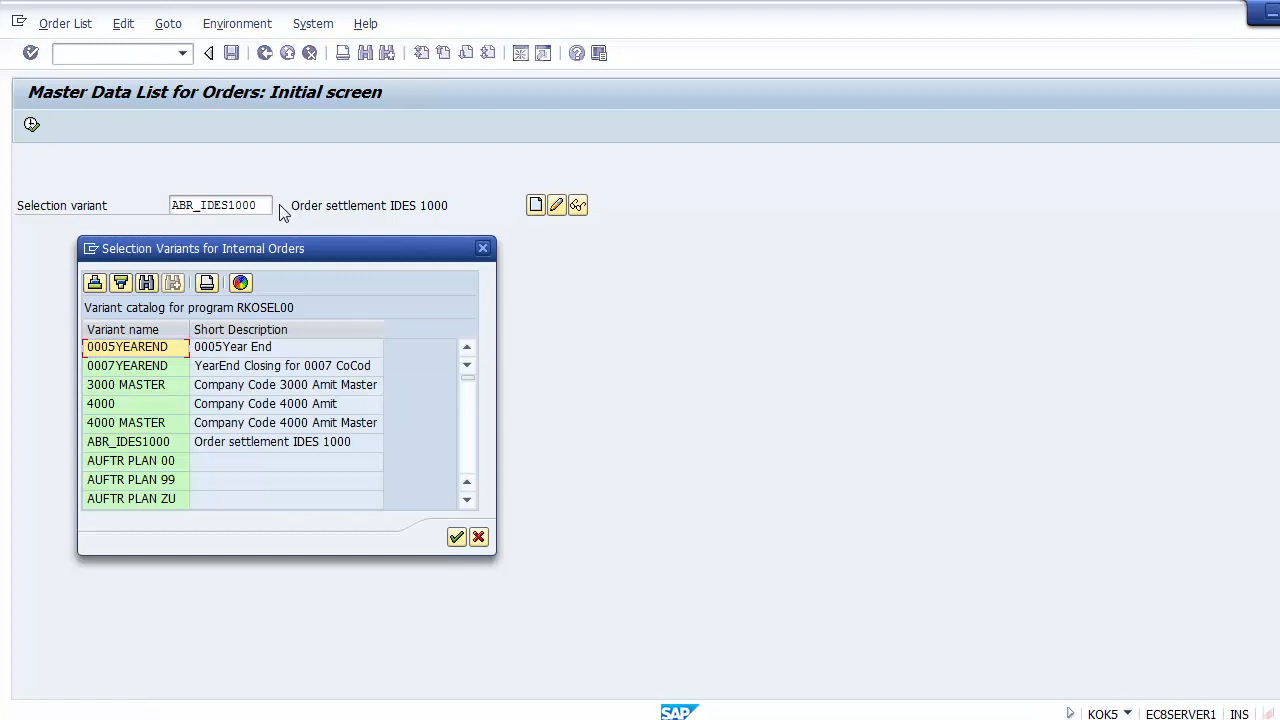 Order List Edit Goto Environment System Help
Master Data List for Orders: Initial screen
Selection variant ABR_IDES1000 Order settlement IDES 1000
Selection Variants for Internal Orders
Variant catalog for program RKOSEL00
Variant name Short Description
0005YEAREND 0005Year End
0007YEAREND YearEnd Closing for 0007 CoCod
3000 MASTER Company Code 3000 Amit Master
4000 Company Code 4000 Amit
4000 MASTER Company Code 4000 Amit Master
ABR_IDES1000 Order settlement IDES 1000
AUFTR PLAN 00
AUFTR PLAN 99
AUFTR PLAN ZU
SAP KOK5 EC8SERVER1 INS